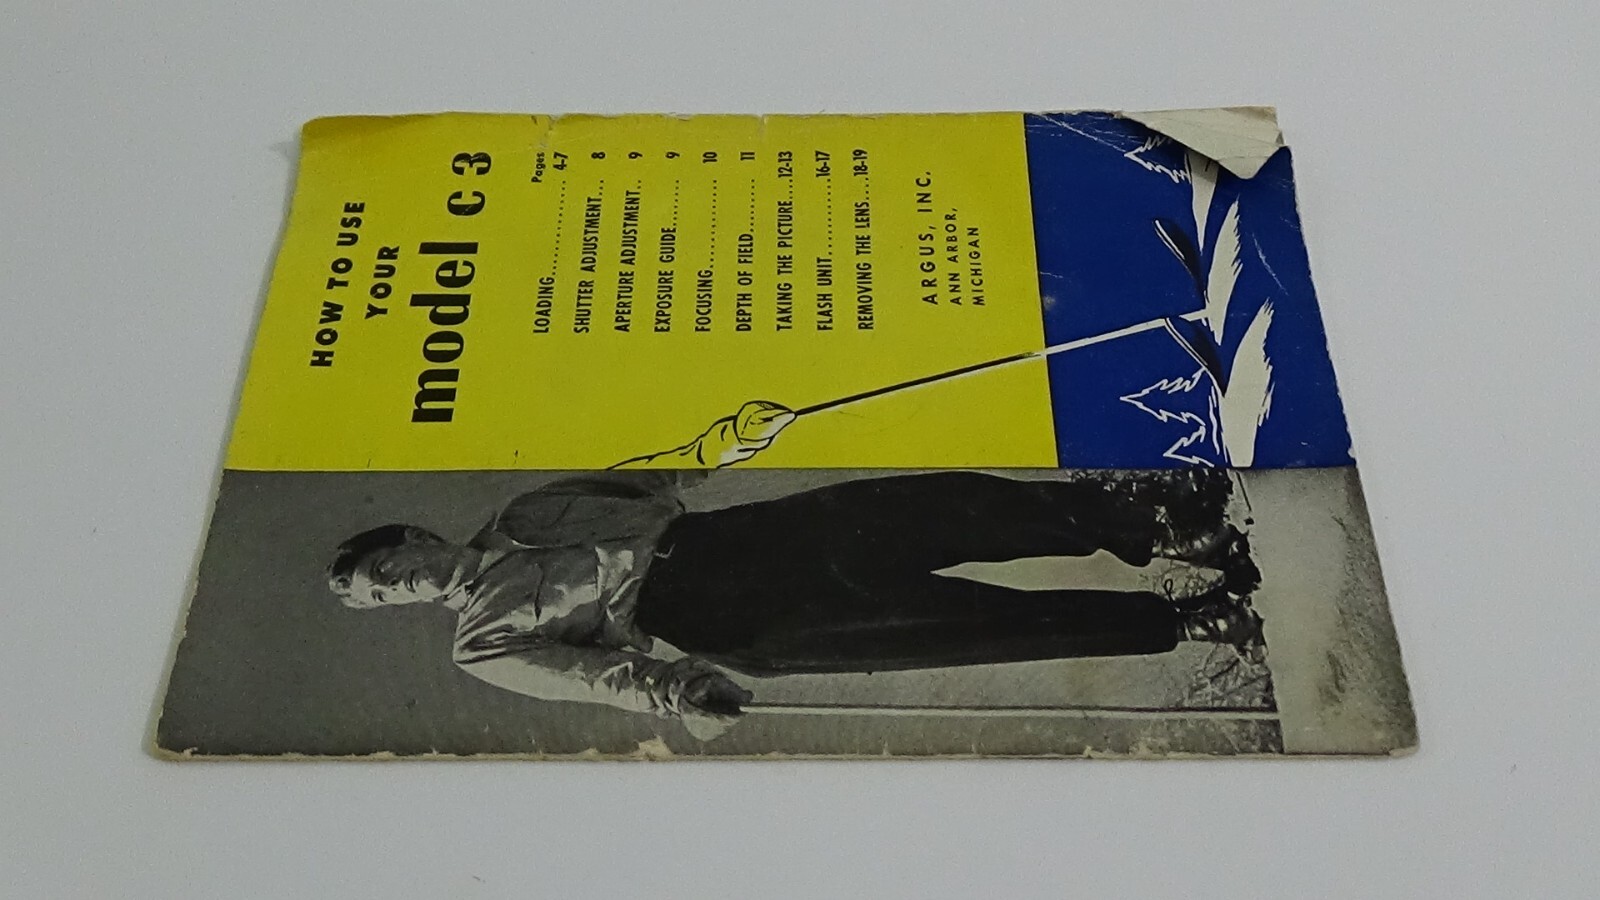 HOW TO USE
YOUR
model c 3
Pages
LOADING.............. 4-7
SHUTTER ADJUSTMENT... 8
APERTURE ADJUSTMENT.. 9
EXPOSURE GUIDE....... 9
FOCUSING............. 10
DEPTH OF FIELD....... 11
TAKING THE PICTURE... 12-13
FLASH UNIT........... 16-17
REMOVING THE LENS.... 18-19
ARGUS, INC.
ANN ARBOR,
MICHIGAN